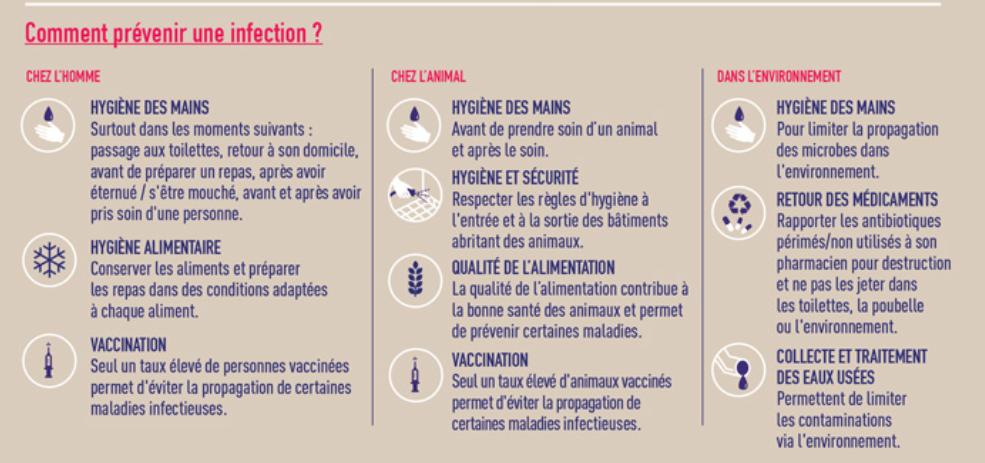 Comment prévenir une infection ?
CHEZ L'HOMME
HYGIÈNE DES MAINS
Surtout dans les moments suivants :
passage aux toilettes, retour à son domicile,
avant de préparer un repas, après avoir
éternué / s'être mouché, avant et après avoir
pris soin d'une personne.
HYGIÈNE ALIMENTAIRE
Conserver les aliments et préparer
les repas dans des conditions adaptées
à chaque aliment.
VACCINATION
Seul un taux élevé de personnes vaccinées
permet d'éviter la propagation de certaines
maladies infectieuses.
CHEZ L'ANIMAL
HYGIÈNE DES MAINS
Avant de prendre soin d'un animal
et après le soin.
HYGIÈNE ET SÉCURITÉ
Respecter les règles d'hygiène à
l'entrée et à la sortie des bâtiments
abritant des animaux.
QUALITÉ DE L'ALIMENTATION
La qualité de l'alimentation contribue à
la bonne santé des animaux et permet
de prévenir certaines maladies.
VACCINATION
Seul un taux élevé d'animaux vaccinés
permet d'éviter la propagation de
certaines maladies infectieuses.
DANS L'ENVIRONNEMENT
HYGIÈNE DES MAINS
Pour limiter la propagation
des microbes dans
l'environnement.
RETOUR DES MÉDICAMENTS
Rapporter les antibiotiques
périmés/non utilisés à son
pharmacien pour destruction
et ne pas les jeter dans
les toilettes, la poubelle
ou l'environnement.
COLLECTE ET TRAITEMENT
DES EAUX USÉES
Permettent de limiter
les contaminations
via l'environnement.